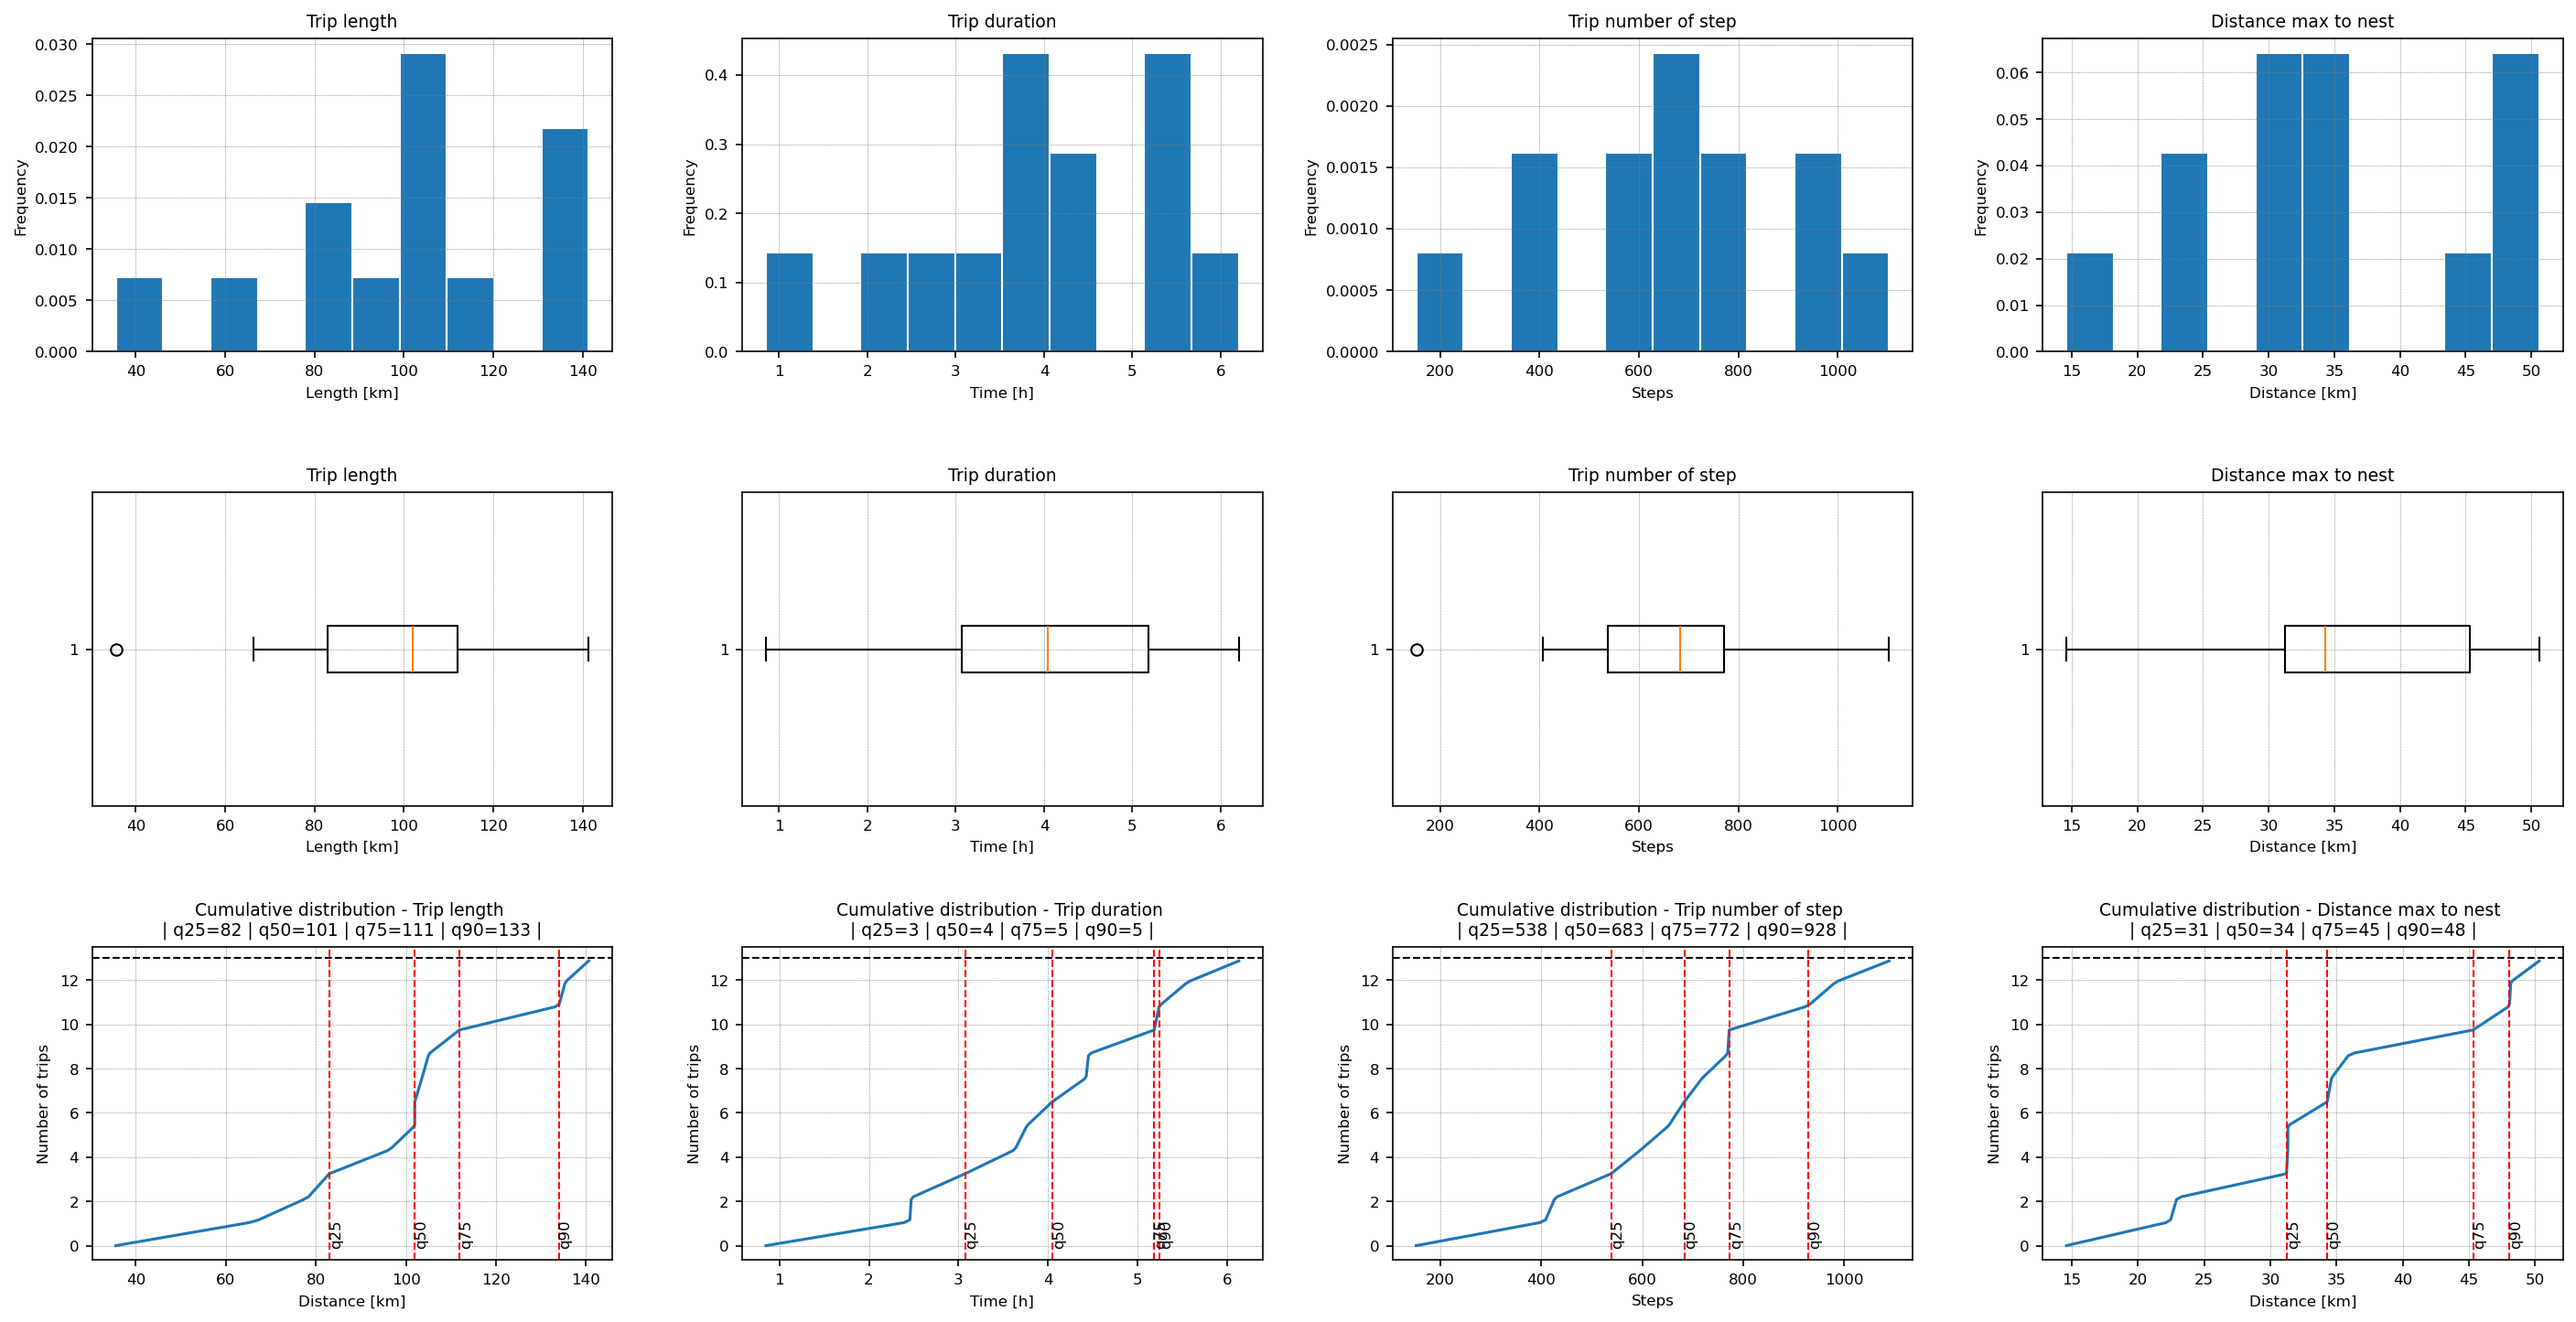 Trip length
0.030
0.025
0.020
0.015
0.010
0.005
0.000
Frequency
40 60 80 100 120 140
Length [km]
Trip duration
0.4
0.3
0.2
0.1
0.0
Frequency
1 2 3 4 5 6
Time [h]
Trip number of step
0.0025
0.0020
0.0015
0.0010
0.0005
0.0000
Frequency
200 400 600 800 1000
Steps
Distance max to nest
0.06
0.05
0.04
0.03
0.02
0.01
0.00
Frequency
15 20 25 30 35 40 45 50
Distance [km]
Trip length
1
40 60 80 100 120 140
Length [km]
Trip duration
1
1 2 3 4 5 6
Time [h]
Trip number of step
1
200 400 600 800 1000
Steps
Distance max to nest
1
15 20 25 30 35 40 45 50
Distance [km]
Cumulative distribution - Trip length
| q25=82 | q50=101 | q75=111 | q90=133 |
12
10
8
6
4
2
0
Number of trips
q25 q50 q75 q90
40 60 80 100 120 140
Distance [km]
Cumulative distribution - Trip duration
| q25=3 | q50=4 | q75=5 | q90=5 |
12
10
8
6
4
2
0
Number of trips
q25 q50 q75 q90
1 2 3 4 5 6
Time [h]
Cumulative distribution - Trip number of step
| q25=538 | q50=683 | q75=772 | q90=928 |
12
10
8
6
4
2
0
Number of trips
q25 q50 q75 q90
200 400 600 800 1000
Steps
Cumulative distribution - Distance max to nest
| q25=31 | q50=34 | q75=45 | q90=48 |
12
10
8
6
4
2
0
Number of trips
q25 q50 q75 q90
15 20 25 30 35 40 45 50
Distance [km]